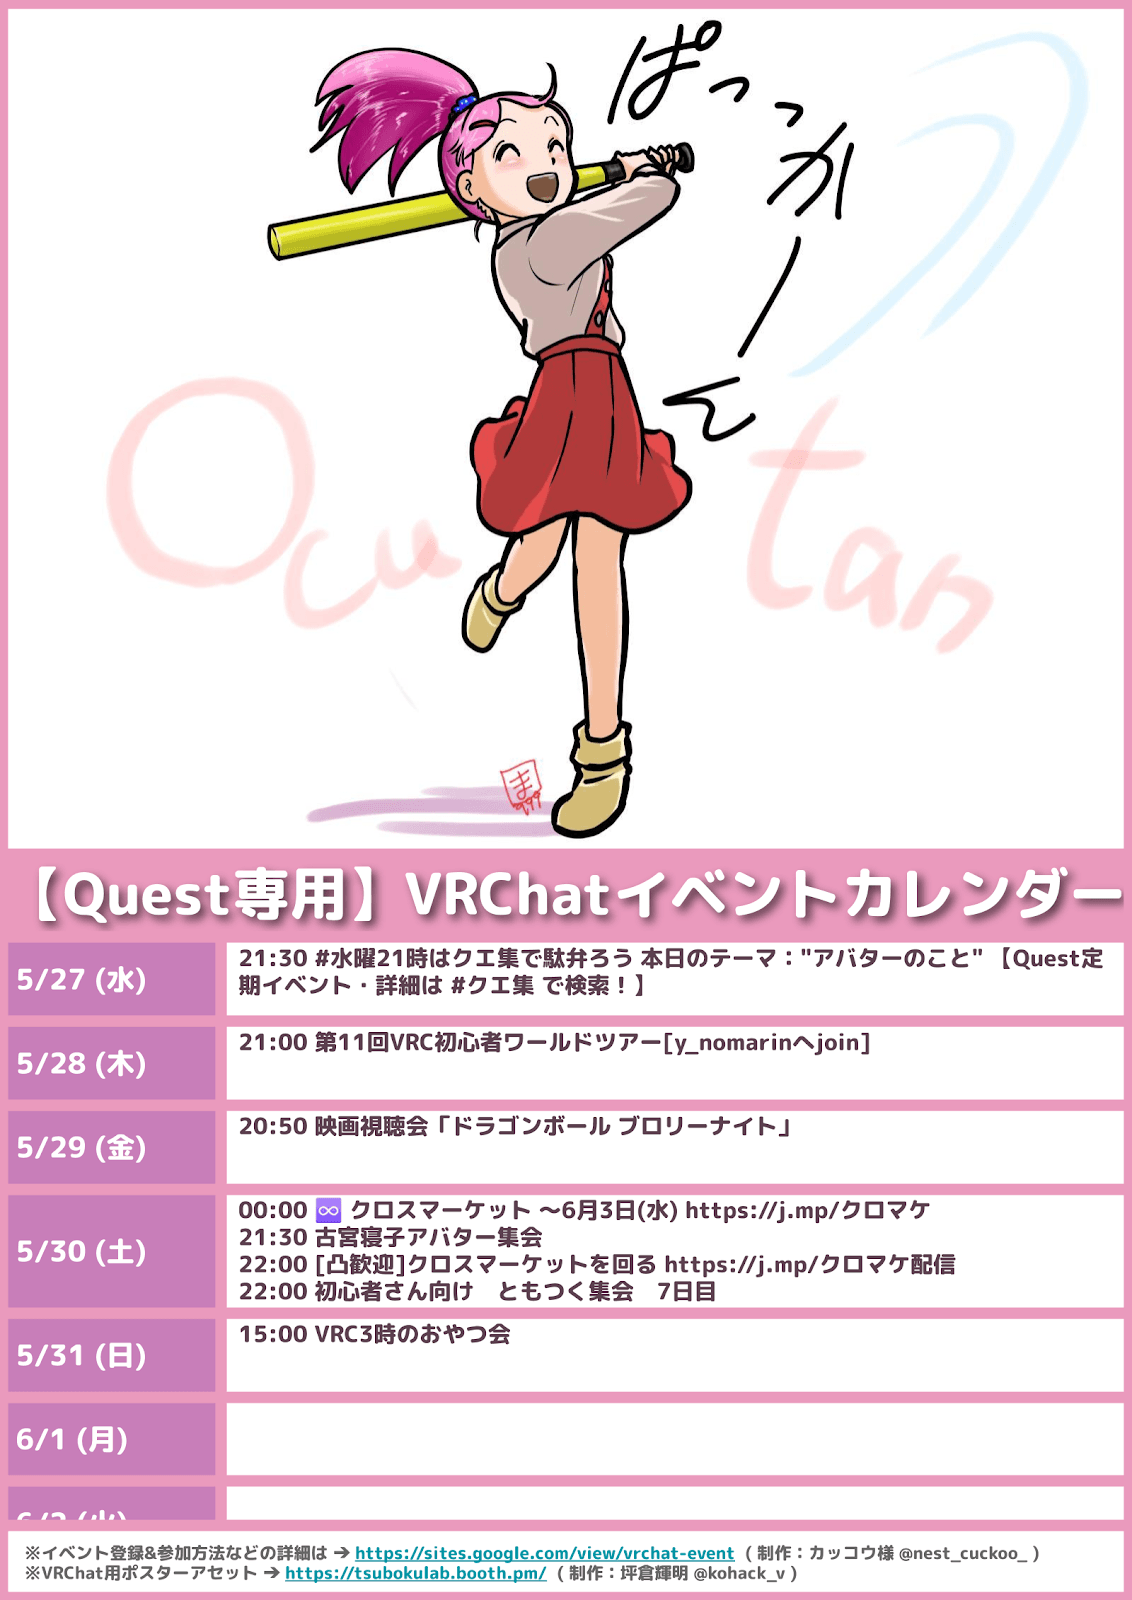 ぱっっかーん
Ocu tan
ま
【Quest専用】VRChatイベントカレンダー
5/27 (水)
21:30 #水曜21時はクエ集で駄弁ろう 本日のテーマ："アバターのこと" 【Quest定
期イベント・詳細は #クエ集 で検索！】
5/28 (木)
21:00 第11回VRC初心者ワールドツアー[y_nomarinへjoin]
5/29 (金)
20:50 映画視聴会「ドラゴンボール ブロリーナイト」
5/30 (土)
00:00 ♾ クロスマーケット ～6月3日(水) https://j.mp/クロマケ
21:30 古宮寝子アバター集会
22:00 [凸歓迎]クロスマーケットを回る https://j.mp/クロマケ配信
22:00 初心者さん向け　ともつく集会　7日目
5/31 (日)
15:00 VRC3時のおやつ会
6/1 (月)
6/2 (火)
※イベント登録&参加方法などの詳細は ➔ https://sites.google.com/view/vrchat-event ( 制作：カッコウ様 @nest_cuckoo_ )
※VRChat用ポスターアセット ➔ https://tsubokulab.booth.pm/ ( 制作：坪倉輝明 @kohack_v )